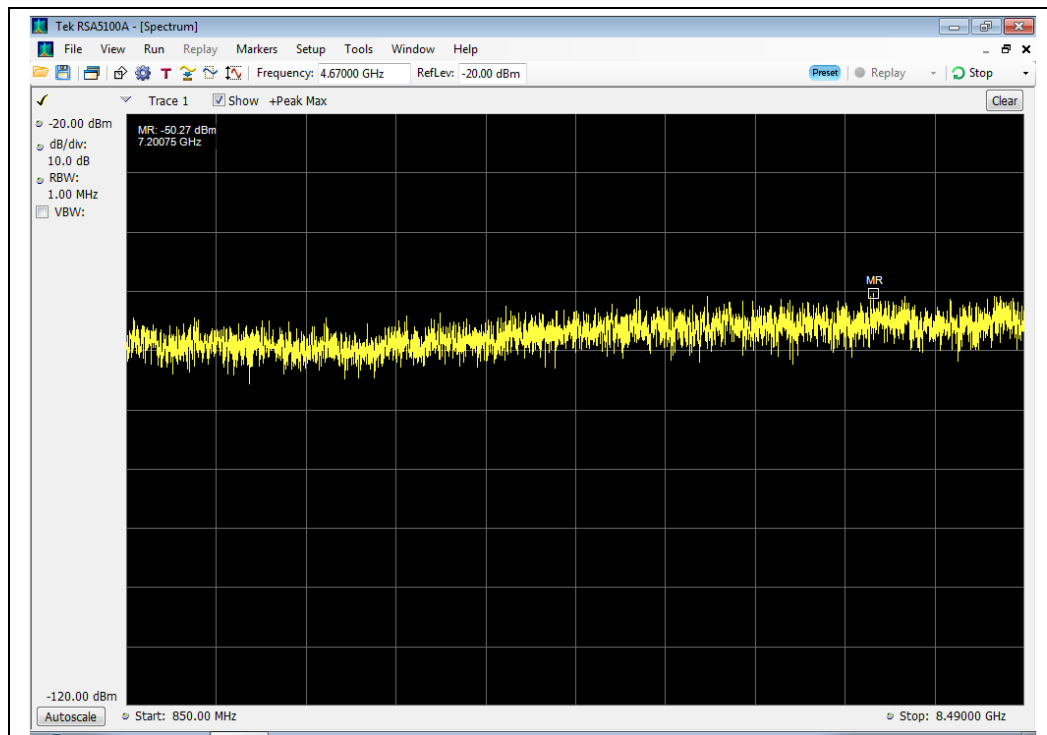 Tek RSA5100A - [Spectrum]
File View Run Replay Markers Setup Tools Window Help
Frequency: 4.67000 GHz RefLev: -20.00 dBm Preset Replay Stop
Trace 1 Show +Peak Max Clear
-20.00 dBm
dB/div:
10.0 dB
RBW:
1.00 MHz
VBW:
MR: -50.27 dBm
7.20075 GHz
MR
-120.00 dBm
Autoscale Start: 850.00 MHz Stop: 8.49000 GHz